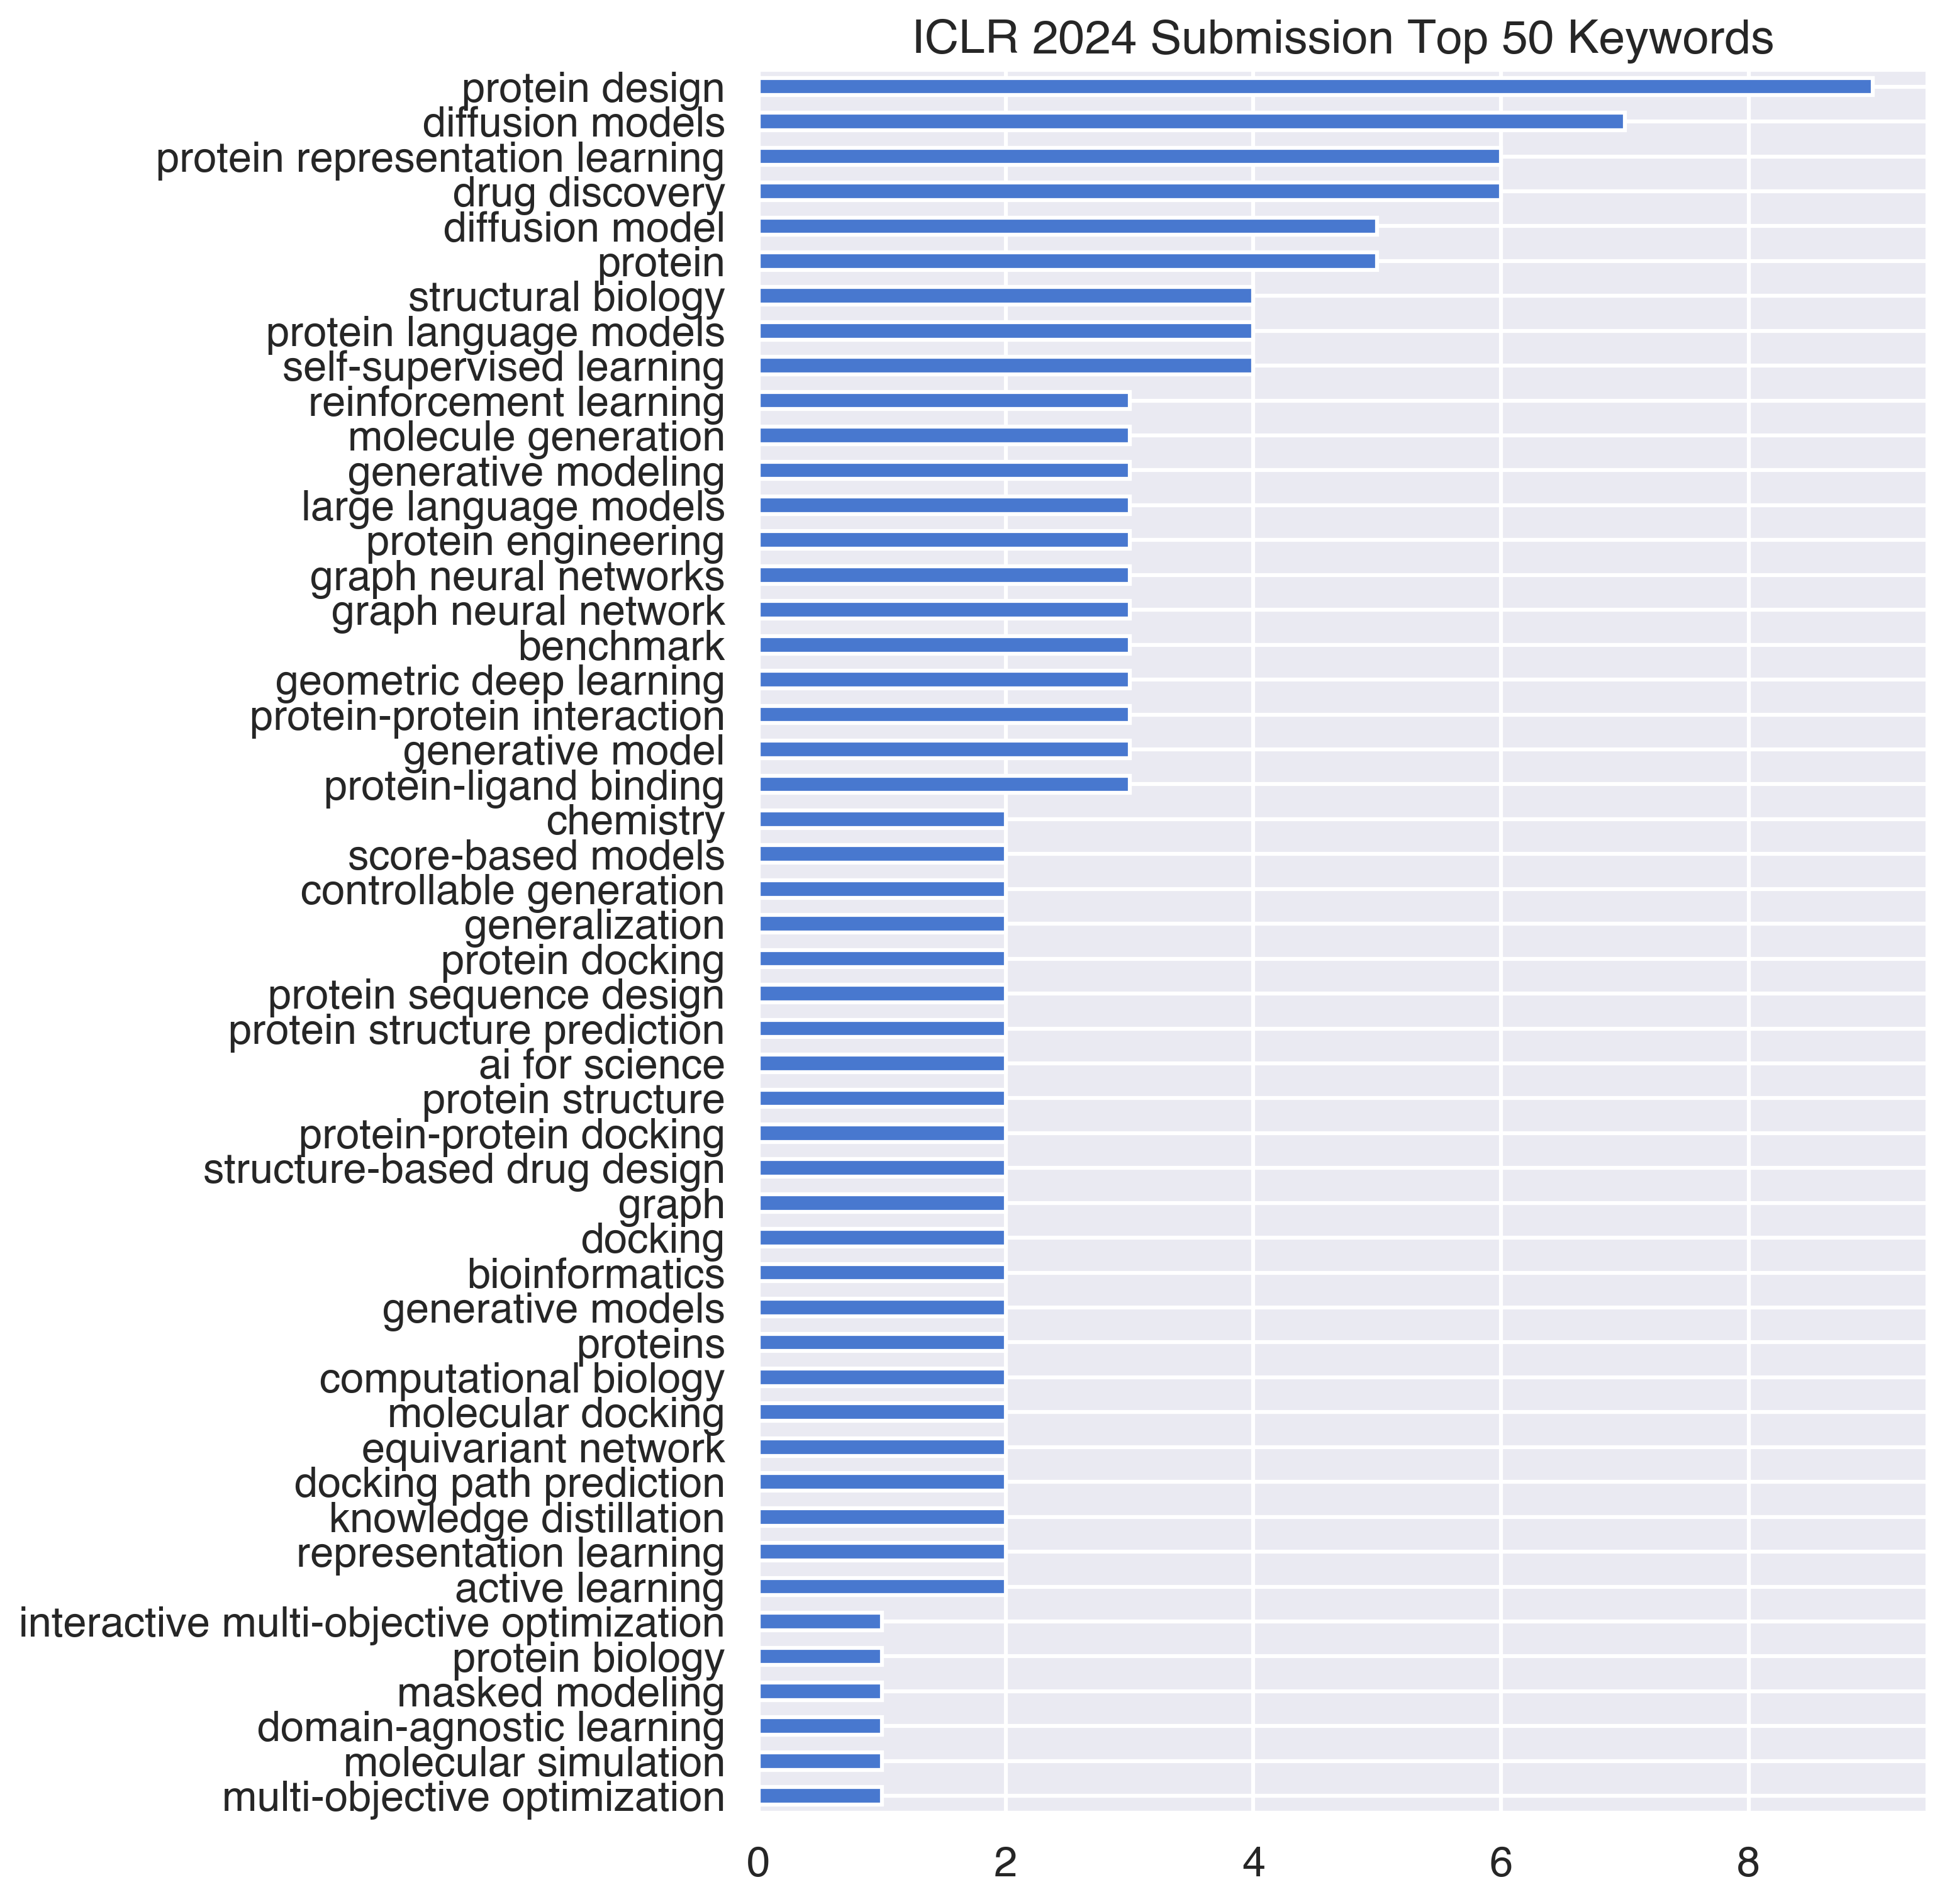 ICLR 2024 Submission Top 50 Keywords
protein design
diffusion models
protein representation learning
drug discovery
diffusion model
protein
structural biology
protein language models
self-supervised learning
reinforcement learning
molecule generation
generative modeling
large language models
protein engineering
graph neural networks
graph neural network
benchmark
geometric deep learning
protein-protein interaction
generative model
protein-ligand binding
chemistry
score-based models
controllable generation
generalization
protein docking
protein sequence design
protein structure prediction
ai for science
protein structure
protein-protein docking
structure-based drug design
graph
docking
bioinformatics
generative models
proteins
computational biology
molecular docking
equivariant network
docking path prediction
knowledge distillation
representation learning
active learning
interactive multi-objective optimization
protein biology
masked modeling
domain-agnostic learning
molecular simulation
multi-objective optimization
0 2 4 6 8